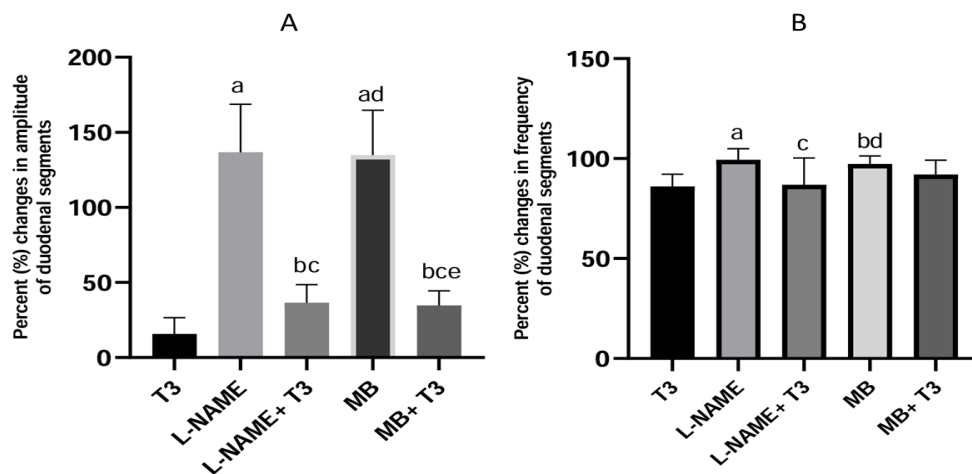 A
Percent (%) changes in amplitude
of duodenal segments
200
150
100
50
0
a
bc
ad
bce
T3
L-NAME
L-NAME+ T3
MB
MB+ T3
B
Percent (%) changes in frequency
of duodenal segments
150
100
50
0
a
c
bd
T3
L-NAME
L-NAME+ T3
MB
MB+ T3